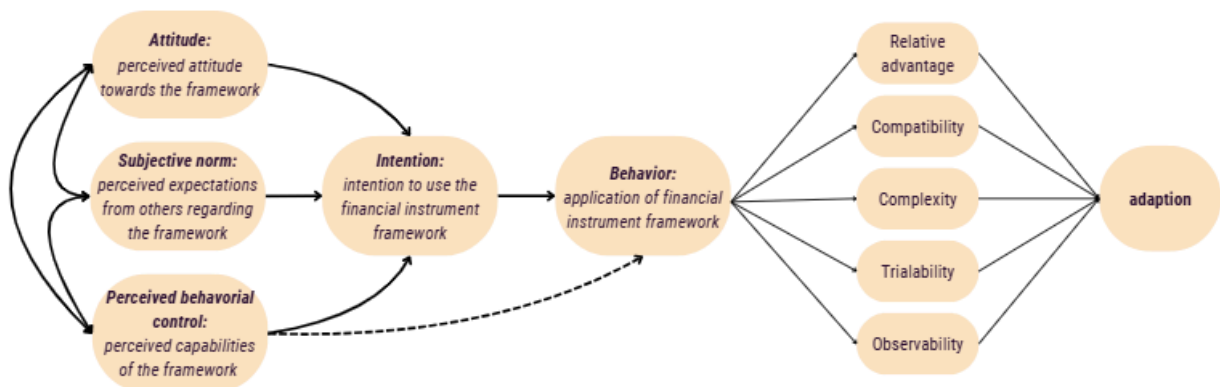 Attitude:
perceived attitude
towards the framework
Subjective norm:
perceived expectations
from others regarding
the framework
Perceived behavorial
control:
perceived capabilities
of the framework
Intention:
intention to use the
financial instrument
framework
Behavior:
application of financial
instrument framework
Relative
advantage
Compatibility
Complexity
Trialability
Observability
adaption